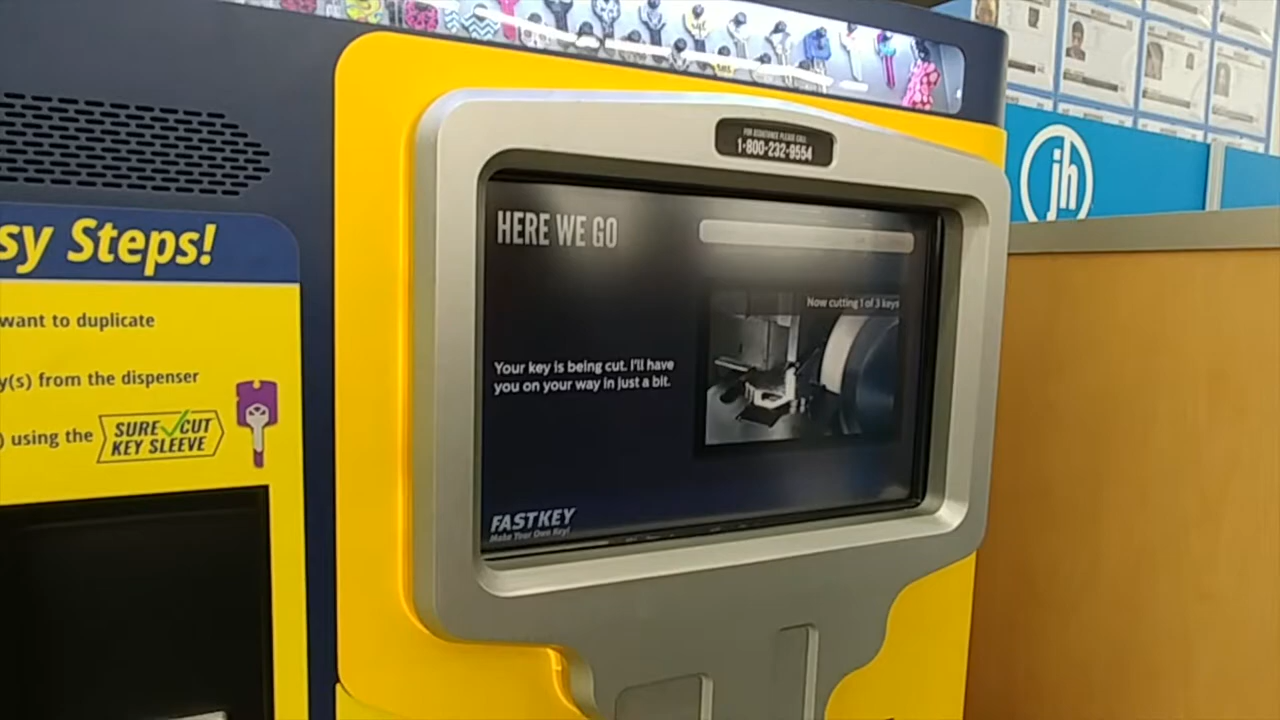 FOR ASSISTANCE PLEASE CALL
1-800-232-9554
jh
HERE WE GO
Now cutting 1 of 3 keys
Your key is being cut. I'll have
you on your way in just a bit.
FASTKEY
Make Your Own Key!
sy Steps!
want to duplicate
y(s) from the dispenser
) using the
SURE CUT
KEY SLEEVE